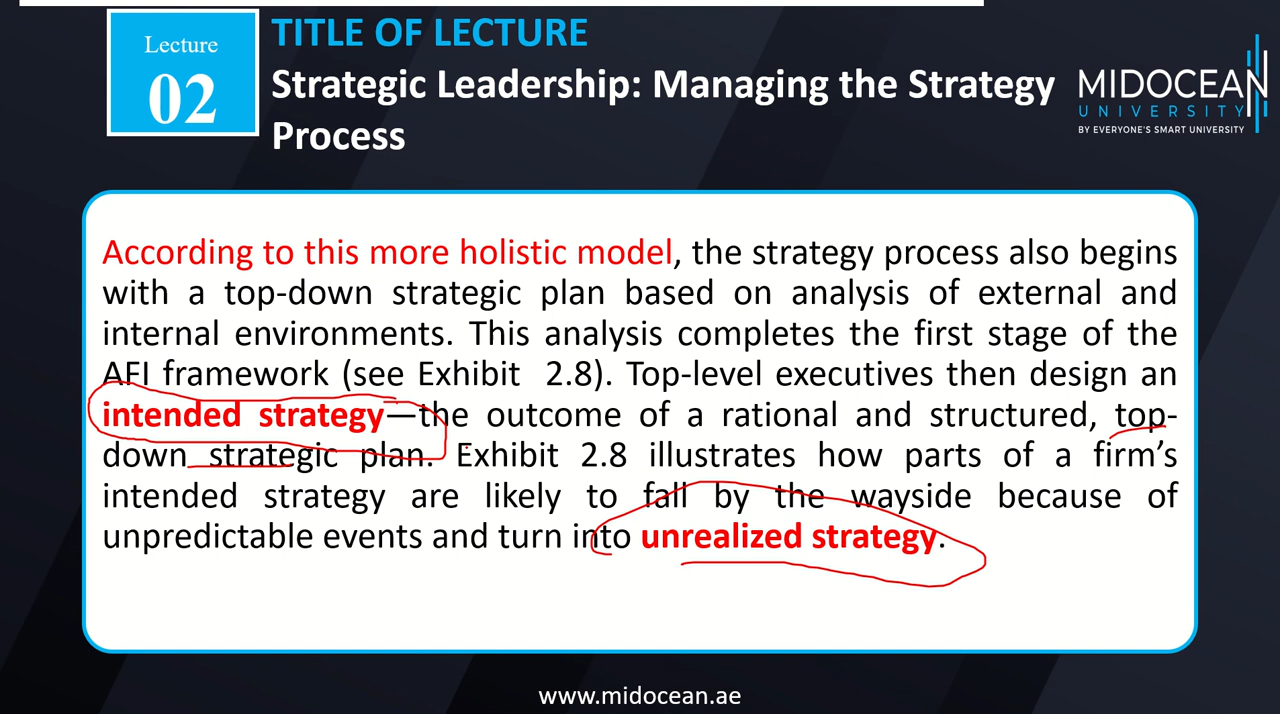 Lecture
02
TITLE OF LECTURE
Strategic Leadership: Managing the Strategy
Process
MIDOCEAN
UNIVERSITY
BY EVERYONE'S SMART UNIVERSITY
According to this more holistic model, the strategy process also begins
with a top-down strategic plan based on analysis of external and
internal environments. This analysis completes the first stage of the
AFI framework (see Exhibit 2.8). Top-level executives then design an
intended strategy—the outcome of a rational and structured, top-
down strategic plan. Exhibit 2.8 illustrates how parts of a firm's
intended strategy are likely to fall by the wayside because of
unpredictable events and turn into unrealized strategy.
www.midocean.ae